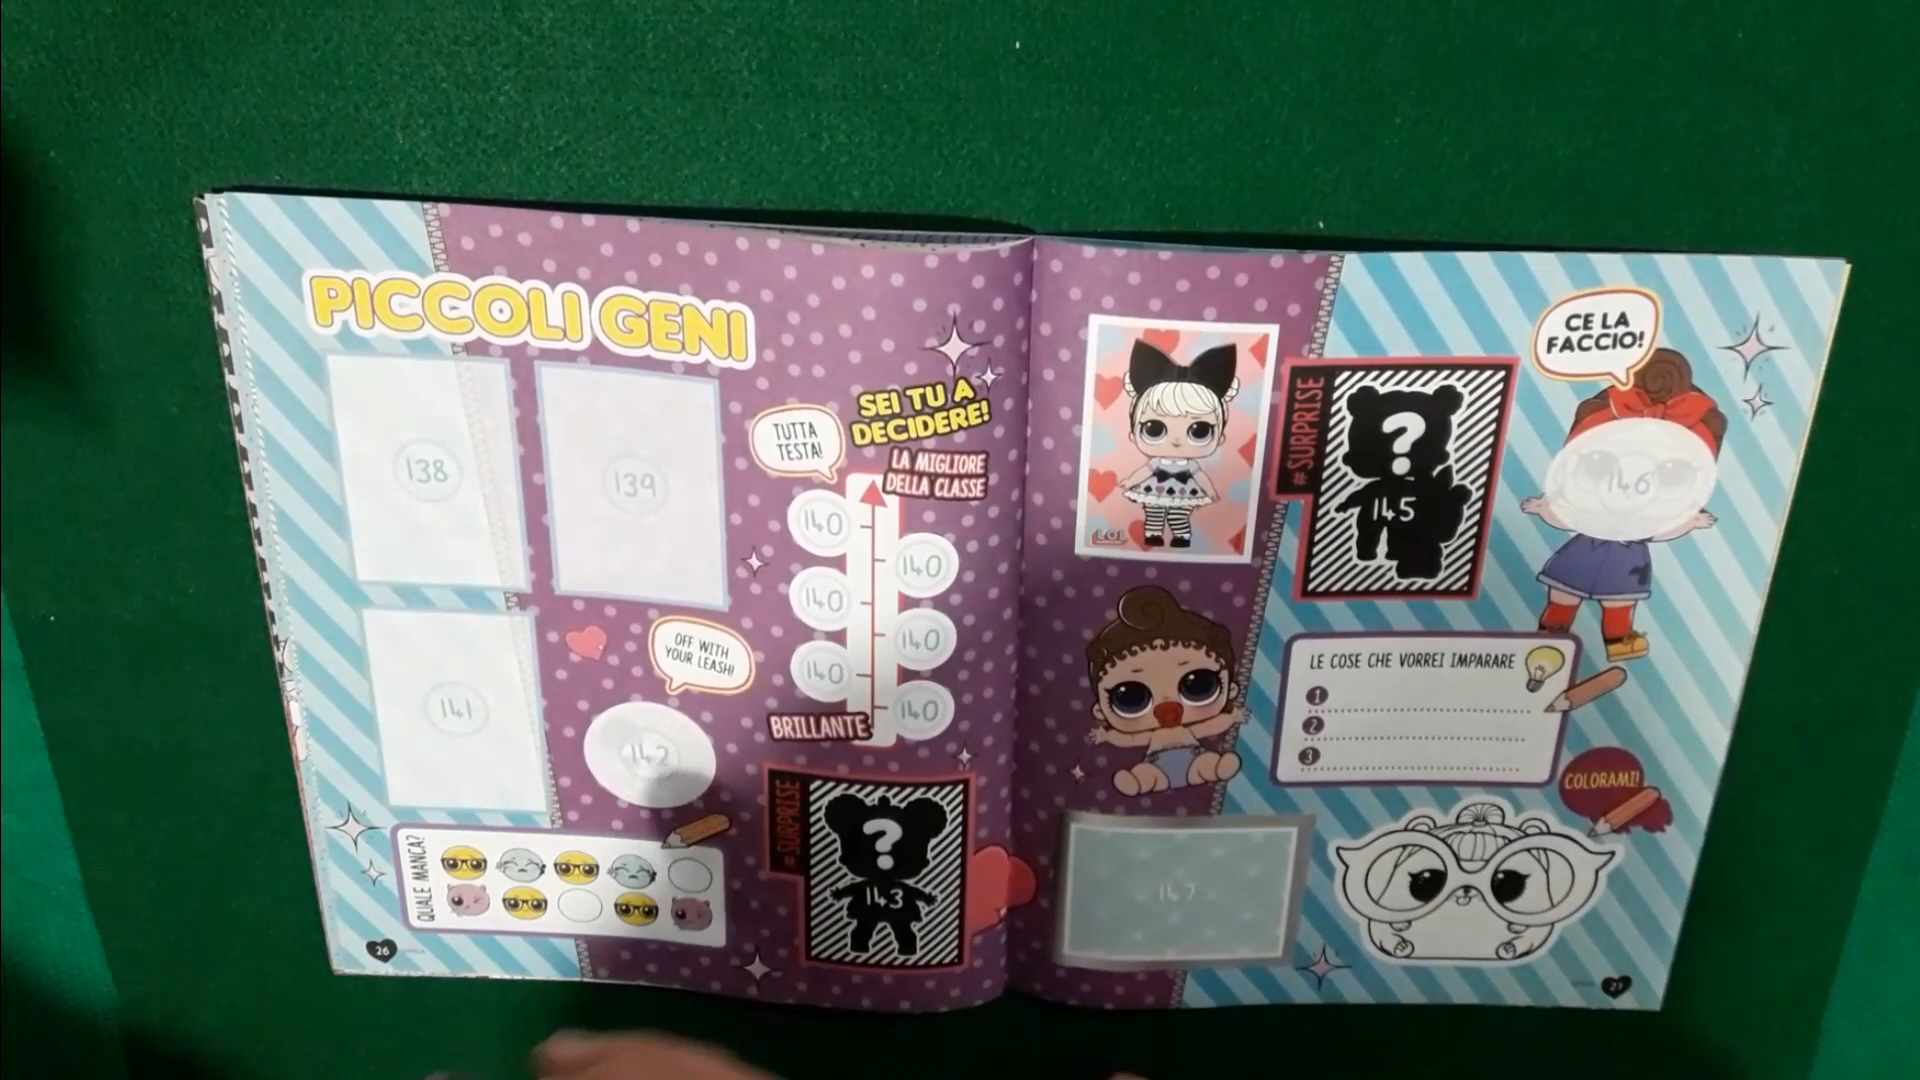 PICCOLI GENI
138
139
TUTTA
TESTA!
SEI TU A
DECIDERE!
LA MIGLIORE
DELLA CLASSE
140
140
140
140
140
140
BRILLANTE
141
OFF WITH
YOUR LEASH!
142
QUALE MANCA?
#SURPRISE
?
143
26
LOL
#SURPRISE
?
145
CE LA
FACCIO!
146
LE COSE CHE VORREI IMPARARE
1
2
3
COLORAMI!
147
27